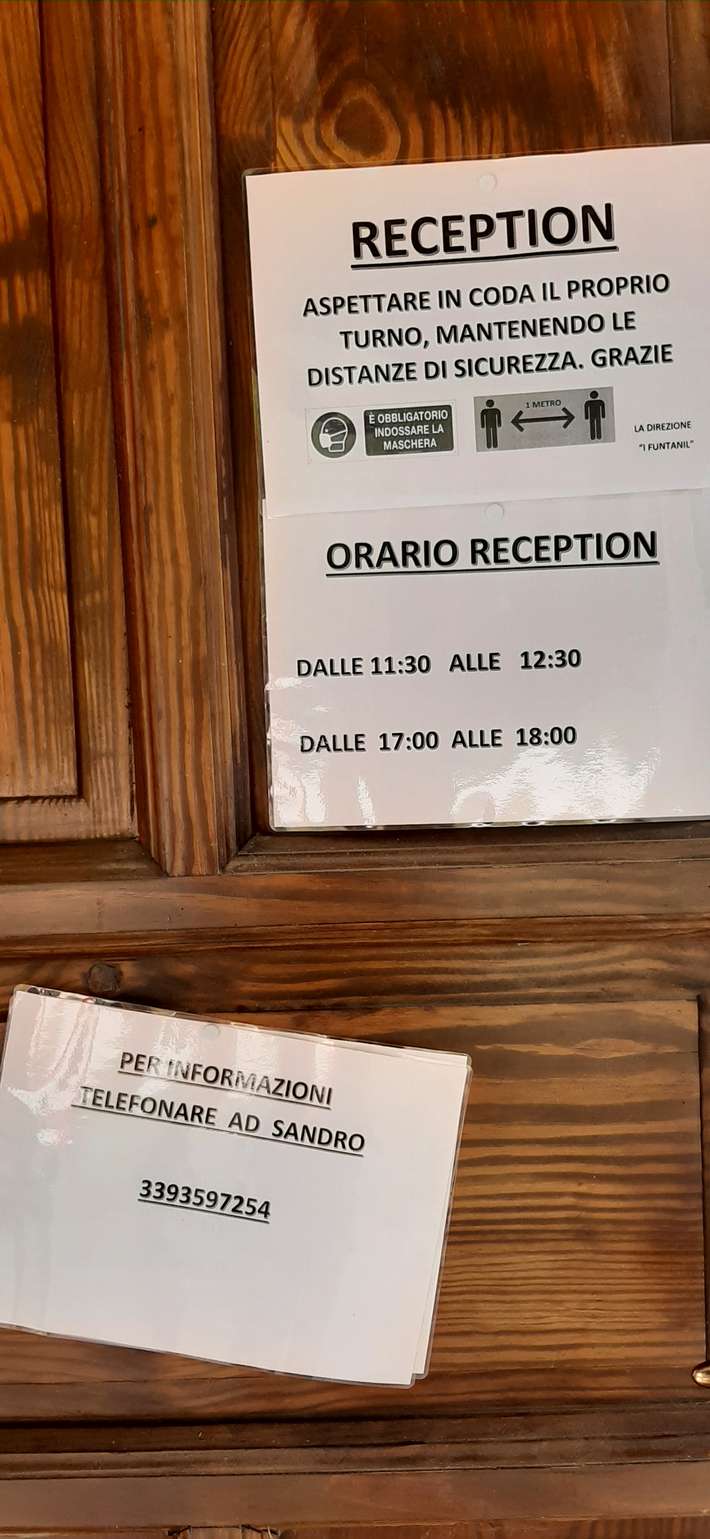 RECEPTION
ASPETTARE IN CODA IL PROPRIO
TURNO, MANTENENDO LE
DISTANZE DI SICUREZZA. GRAZIE
È OBBLIGATORIO
INDOSSARE LA
MASCHERA
1 METRO
LA DIREZIONE
"I FUNTANIL"
ORARIO RECEPTION
DALLE 11:30 ALLE 12:30
DALLE 17:00 ALLE 18:00
PER INFORMAZIONI
TELEFONARE AD SANDRO
3393597254